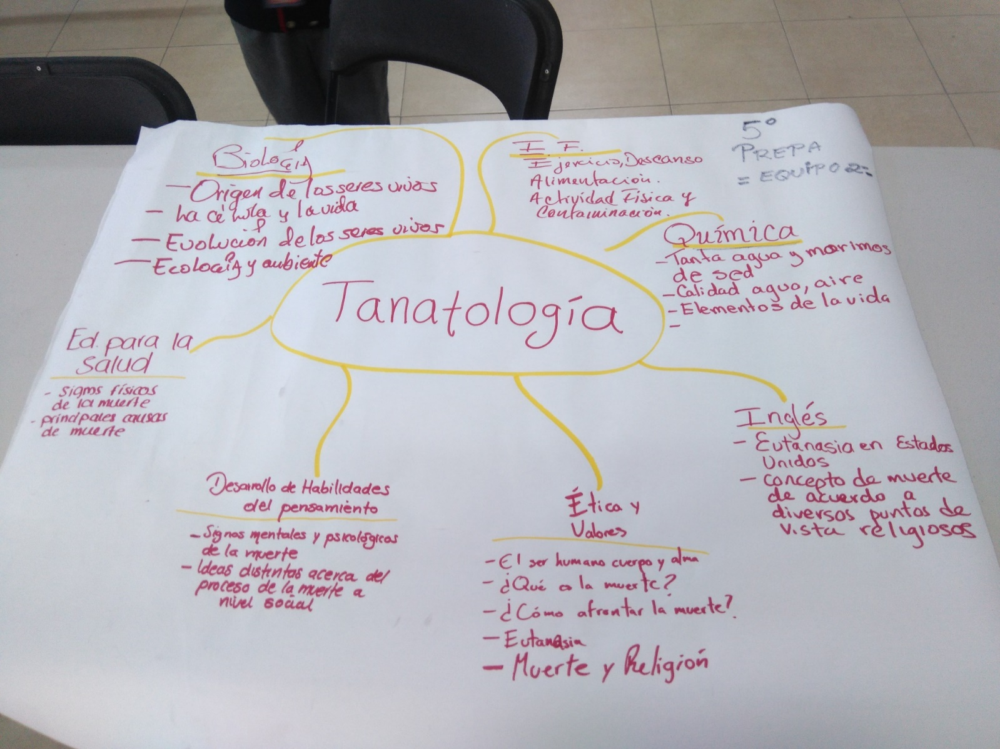 5°
PREPA
= EQUIPO 2=
Biología
— Origen de los seres vivos
— La célula y la vida
— Evolución de los seres vivos
— Ecología y ambiente
E. F.
Ejercicio, Descanso
Alimentación.
Actividad Física y
Contaminación.
Química
- Tanta agua y morimos
de sed
- Calidad agua, aire
- Elementos de la vida
-
Tanatología
Ed. para la
salud
- signos físicos
de la muerte
- principales causas
de muerte
Inglés
- Eutanasia en Estados
Unidos
- concepto de muerte
de acuerdo a
diversos puntos de
vista religiosos
Desarrollo de Habilidades
del pensamiento
- Signos mentales y psicológicos
de la muerte
- Ideas distintas acerca del
proceso de la muerte a
nivel social
Ética y
Valores
- El ser humano cuerpo y alma
- ¿Qué es la muerte?
- ¿Cómo afrontar la muerte?
- Eutanasia
- Muerte y Religión